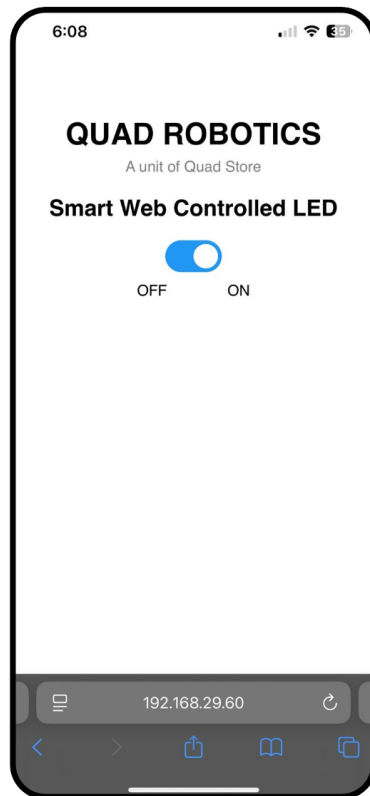 6:08
35
QUAD ROBOTICS
A unit of Quad Store
Smart Web Controlled LED
OFF ON
192.168.29.60